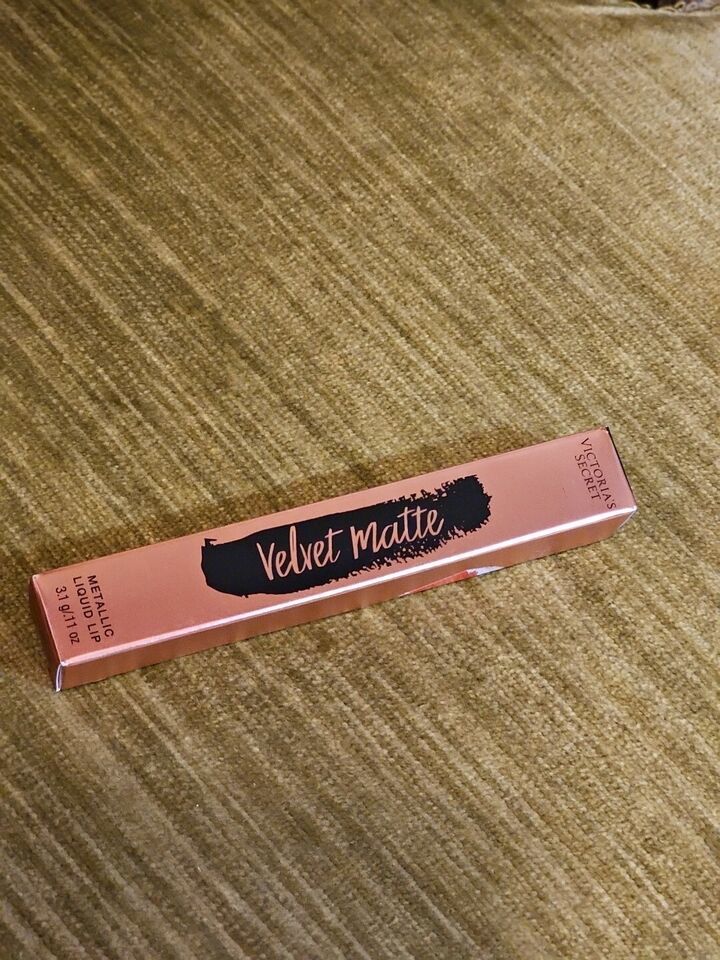 Velvet Matte
VICTORIA'S
SECRET
METALLIC
LIQUID LIP
3.1 g/.11 oz